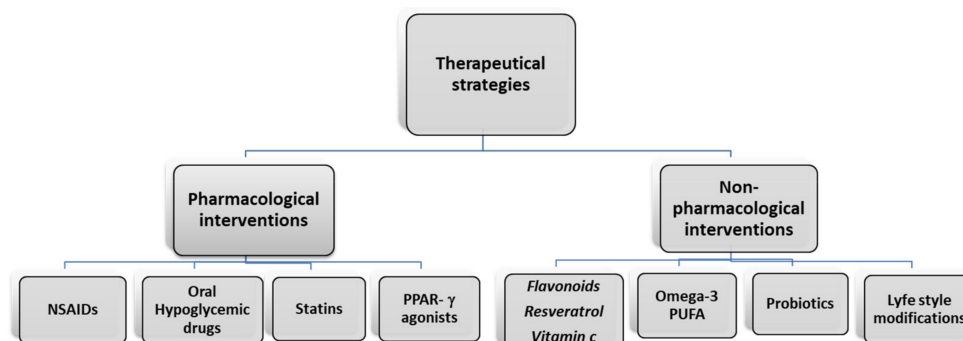 Therapeutical
strategies
Pharmacological
interventions
Non-
pharmacological
interventions
NSAIDs
Oral
Hypoglycemic
drugs
Statins
PPAR- γ
agonists
Flavonoids
Resveratrol
Vitamin c
Omega-3
PUFA
Probiotics
Lyfe style
modifications